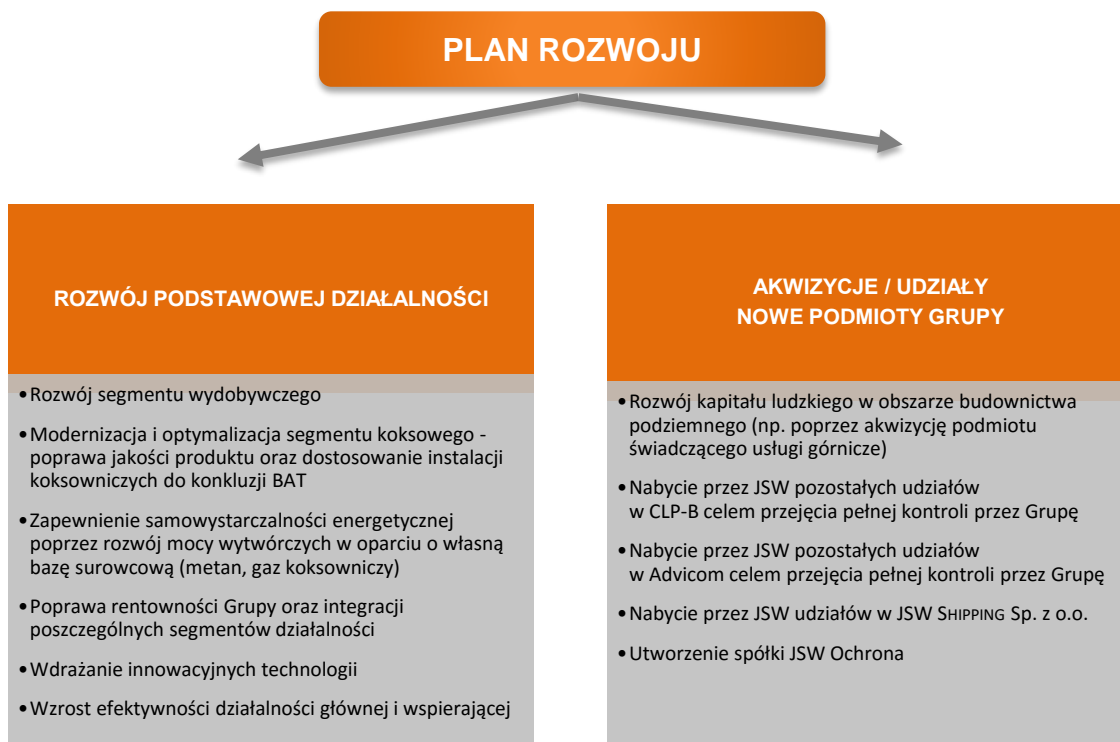 PLAN ROZWOJU
ROZWÓJ PODSTAWOWEJ DZIAŁALNOŚCI
•Rozwój segmentu wydobywczego
•Modernizacja i optymalizacja segmentu koksowego -
poprawa jakości produktu oraz dostosowanie instalacji
koksowniczych do konkluzji BAT
•Zapewnienie samowystarczalności energetycznej
poprzez rozwój mocy wytwórczych w oparciu o własną
bazę surowcową (metan, gaz koksowniczy)
•Poprawa rentowności Grupy oraz integracji
poszczególnych segmentów działalności
•Wdrażanie innowacyjnych technologii
•Wzrost efektywności działalności głównej i wspierającej
AKWIZYCJE / UDZIAŁY
NOWE PODMIOTY GRUPY
•Rozwój kapitału ludzkiego w obszarze budownictwa
podziemnego (np. poprzez akwizycję podmiotu
świadczącego usługi górnicze)
•Nabycie przez JSW pozostałych udziałów
w CLP-B celem przejęcia pełnej kontroli przez Grupę
•Nabycie przez JSW pozostałych udziałów
w Advicom celem przejęcia pełnej kontroli przez Grupę
•Nabycie przez JSW udziałów w JSW SHIPPING Sp. z o.o.
•Utworzenie spółki JSW Ochrona